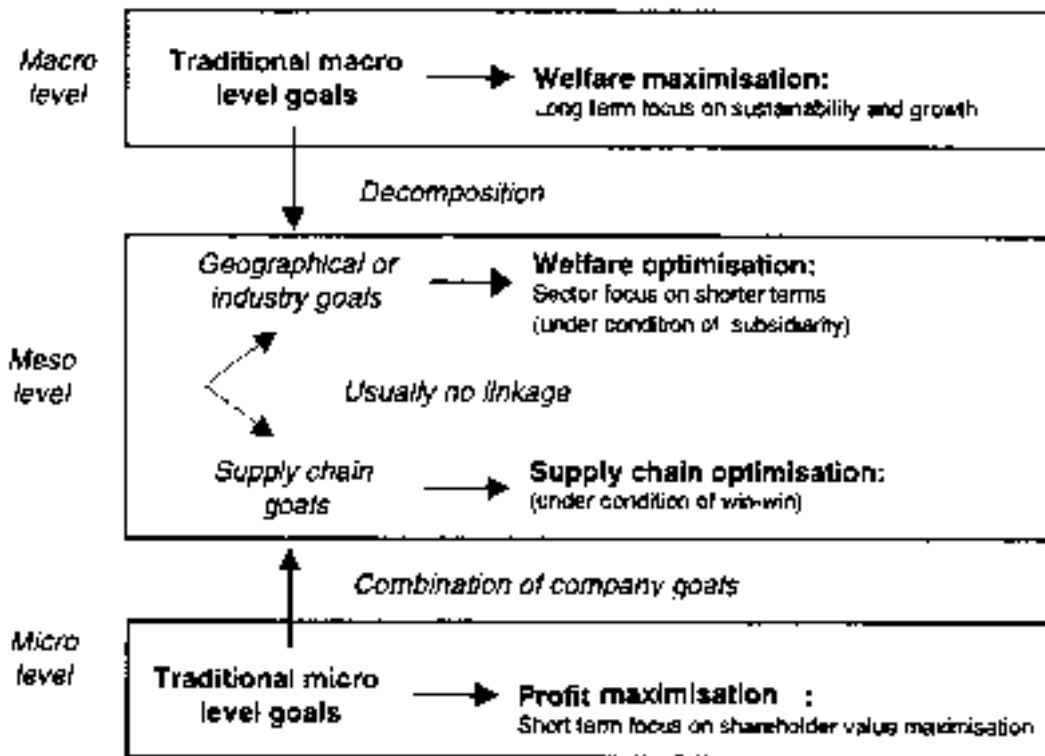 Macro level
Traditional macro level goals
Welfare maximisation:
Long term focus on sustainability and growth
Decomposition
Meso level
Geographical or industry goals
Welfare optimisation:
Sector focus on shorter terms
(under condition of subsidiarity)
Usually no linkage
Supply chain goals
Supply chain optimisation:
(under condition of win-win)
Combination of company goals
Micro level
Traditional micro level goals
Profit maximisation :
Short term focus on shareholder value maximisation